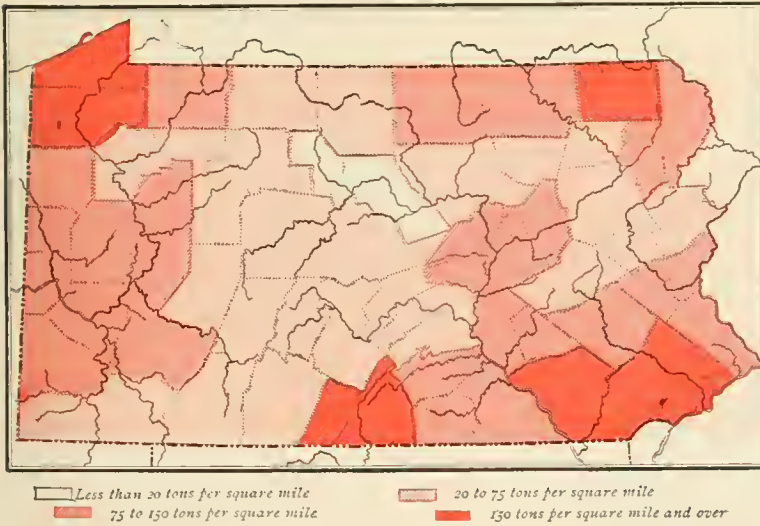 Less than 20 tons per square mile
20 to 75 tons per square mile
75 to 150 tons per square mile
150 tons per square mile and over